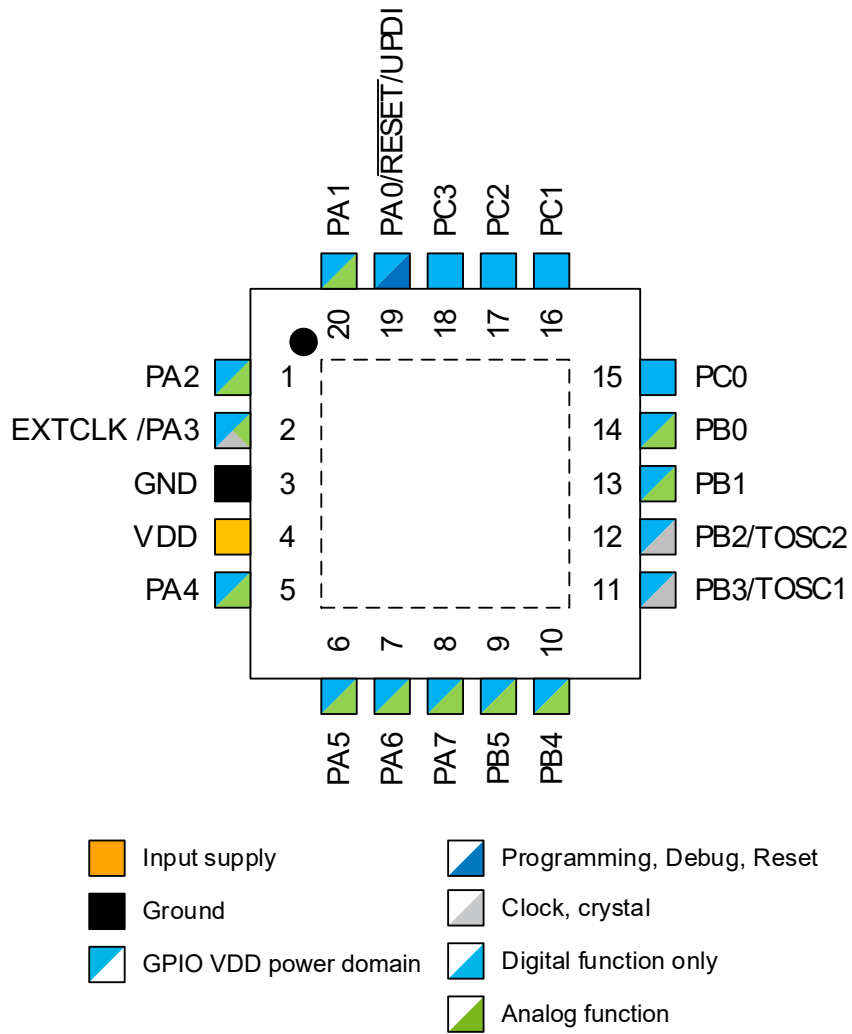 PA1
PA0/RESET/UPDI
PC3
PC2
PC1
20
19
18
17
16
PA2 1
EXTCLK /PA3 2
GND 3
VDD 4
PA4 5
15 PC0
14 PB0
13 PB1
12 PB2/TOSC2
11 PB3/TOSC1
6
7
8
9
10
PA5
PA6
PA7
PB5
PB4
Input supply
Ground
GPIO VDD power domain
Programming, Debug, Reset
Clock, crystal
Digital function only
Analog function